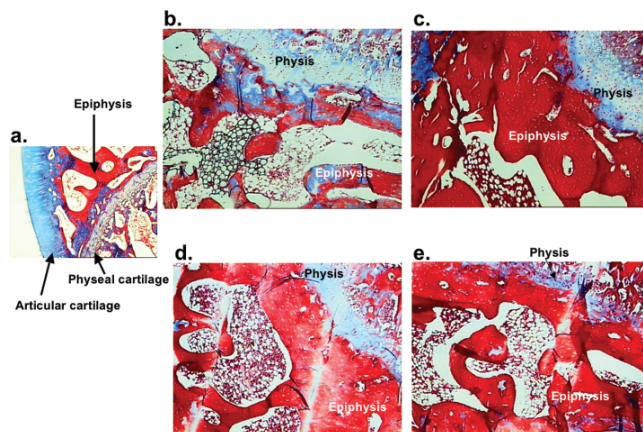 a.
Epiphysis
Physeal cartilage
Articular cartilage
b.
Physis
Epiphysis
c.
Physis
Epiphysis
d.
Physis
Epiphysis
e.
Physis
Epiphysis